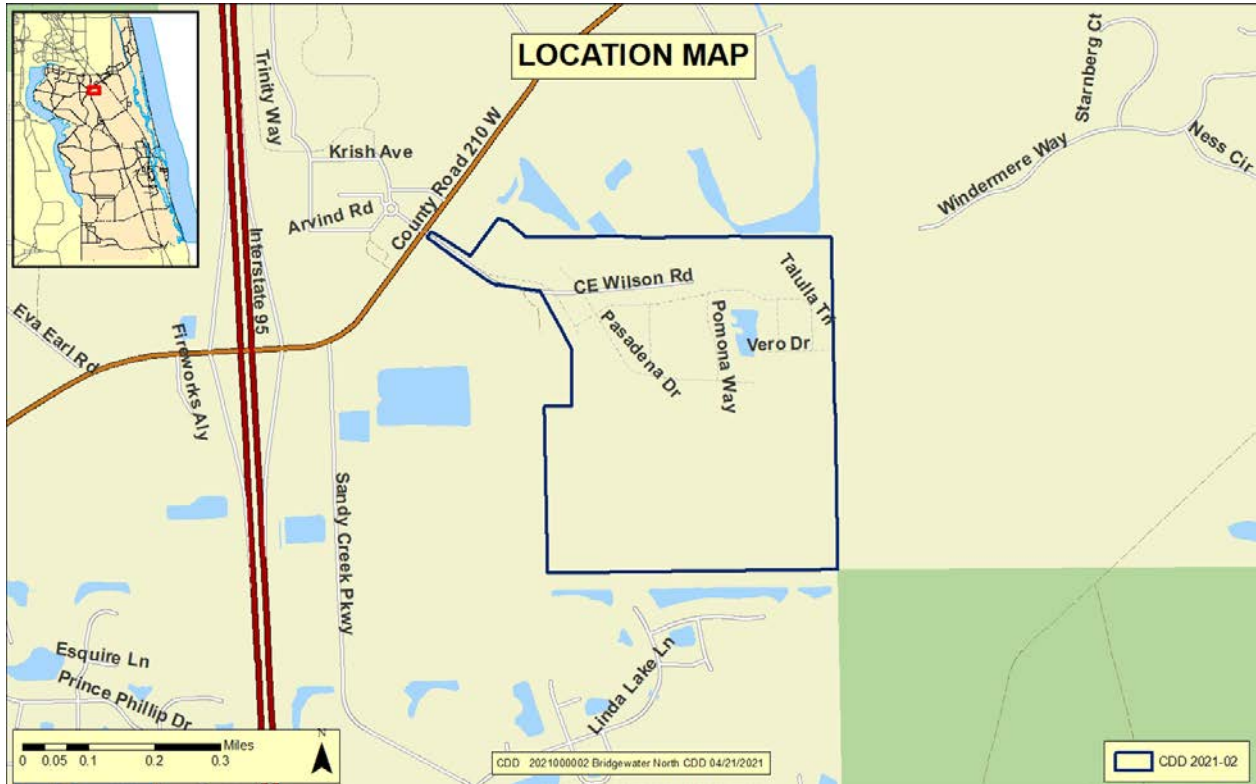 LOCATION MAP
Starnberg Ct
Ness Cir
Windermere Way
Trinity Way
Krish Ave
Arvind Rd
County Road 210 W
Interstate 95
CE Wilson Rd
Talulla Trl
Pasadena Dr
Pomona Way
Vero Dr
Eva Earl Rd
Fireworks Aly
Sandy Creek Pkwy
Esquire Ln
Prince Phillip Dr
Linda Lake Ln
Miles
0 0.05 0.1 0.2 0.3
N
CDD 2021000002 Bridgewater North CDD 04/21/2021
CDD 2021-02